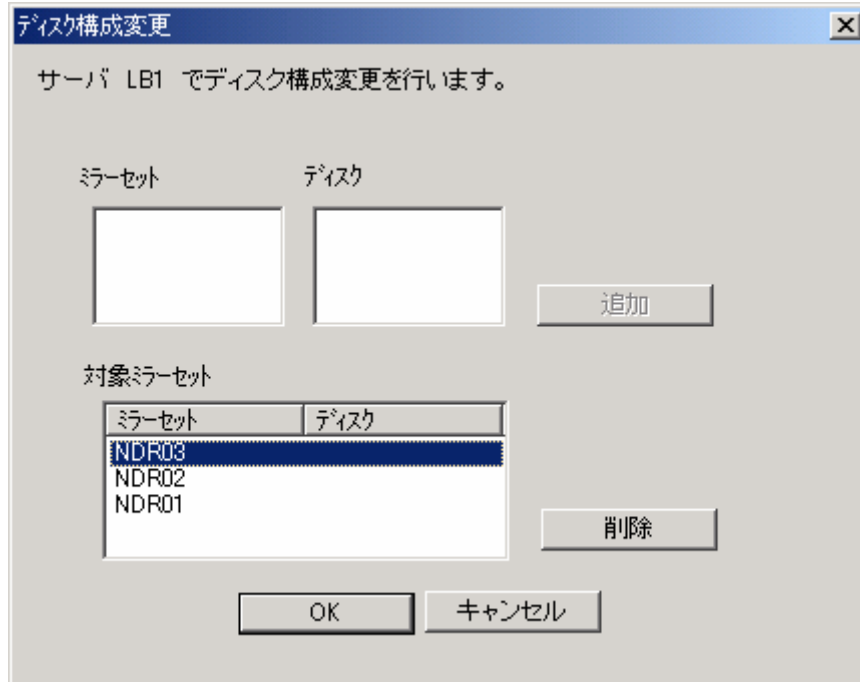 ディスク構成変更
サーバ LB1 でディスク構成変更を行います。
ミラーセット ディスク
追加
対象ミラーセット
ミラーセット ディスク
NDR03
NDR02
NDR01
削除
OK キャンセル